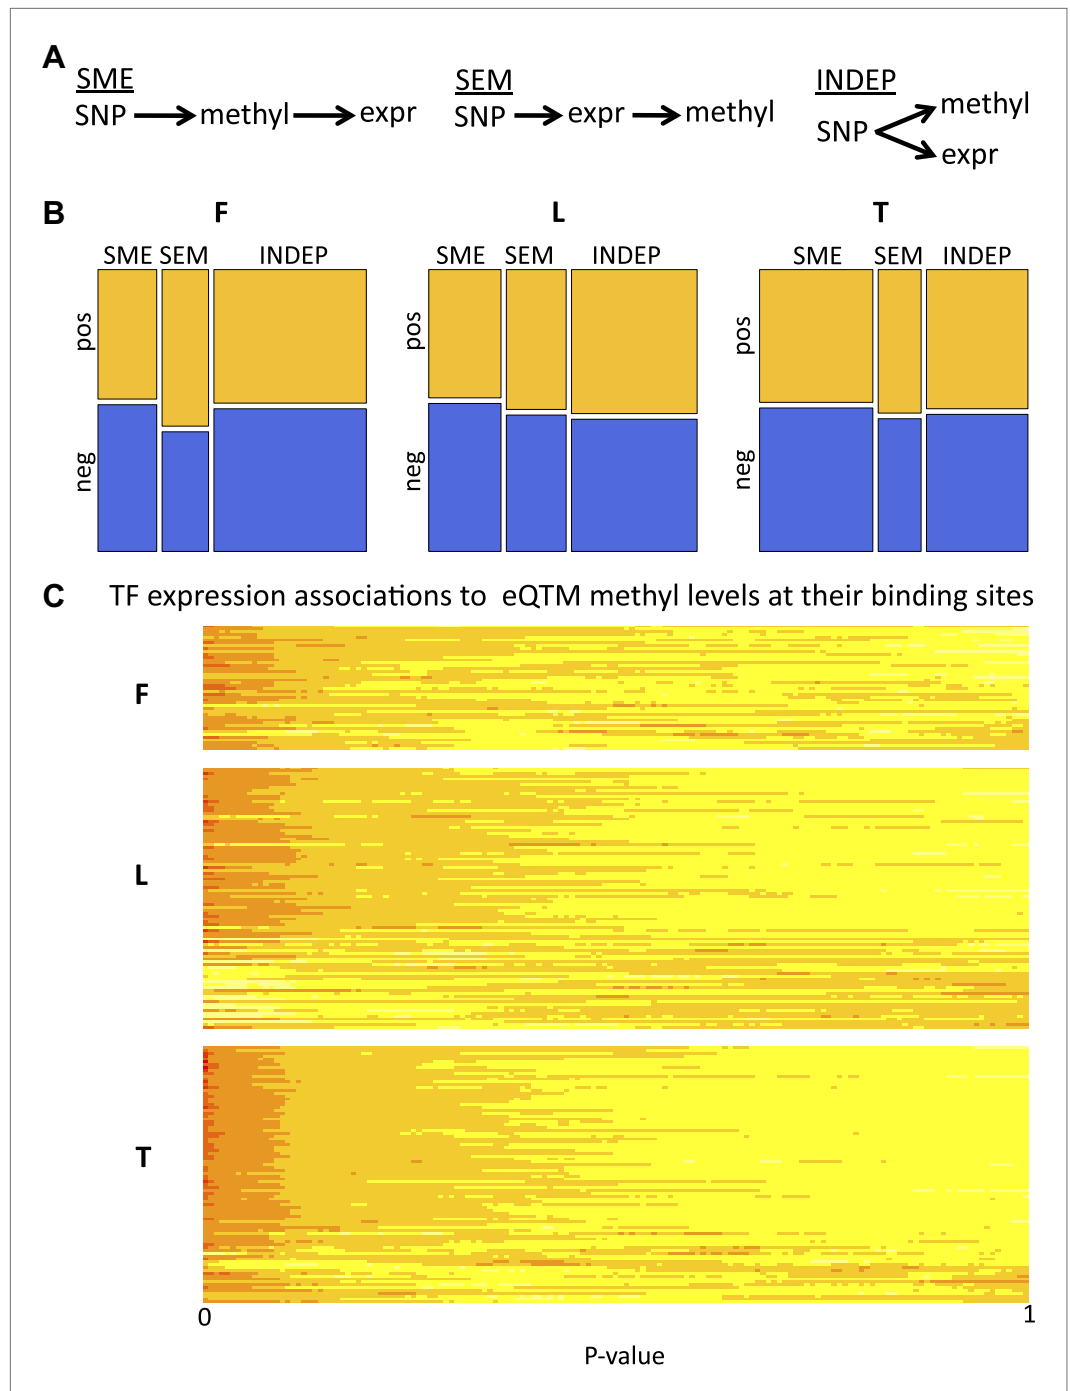 A
SME
SNP methyl expr
SEM
SNP expr methyl
INDEP
SNP methyl expr
B
F L T
SME SEM INDEP
SME SEM INDEP
SME SEM INDEP
pos pos pos
neg neg neg
C TF expression associations to eQTM methyl levels at their binding sites
F
L
T
0 1
P-value